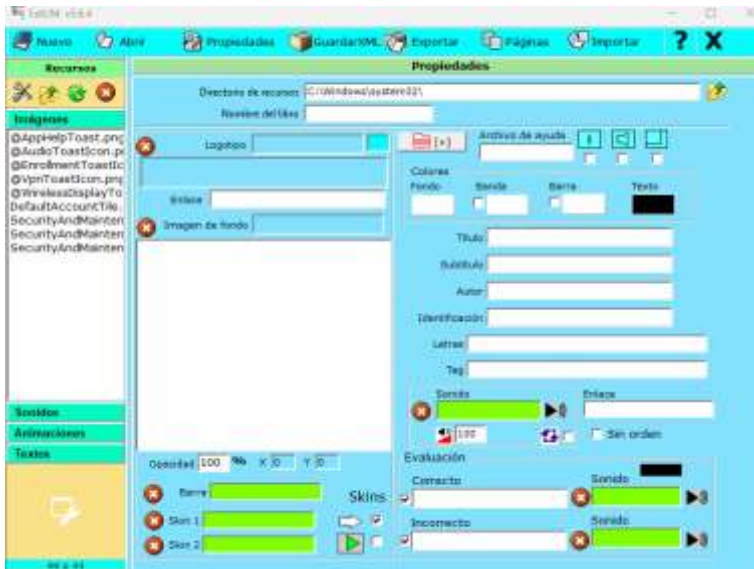 EdiLIM v3.6.4
Nuevo Abrir Propiedades GuardarXML Exportar Páginas Importar ? X
Recursos
Propiedades
Directorio de recursos C:\Windows\system32\
Nombre del libro
Imágenes
@AppHelpToast.png
@AudioToastIcon.pn
@EnrollmentToastIc
@VpnToastIcon.png
@WirelessDisplayTo
DefaultAccountTile.
SecurityAndMainten
SecurityAndMainten
SecurityAndMainten
Sonidos
Animaciones
Textos
Logotipo
Enlace
Imagen de fondo
Opacidad 100 % X 0 Y 0
Barra
Skin 1
Skin 2
Skins
[+]
Archivo de ayuda
Colores
Fondo Banda Barra Texto
Título
Subtítulo
Autor
Identificación
Letras
Tag
Sonido Enlace
100 Sin orden
Evaluación
Correcto Sonido
Incorrecto Sonido